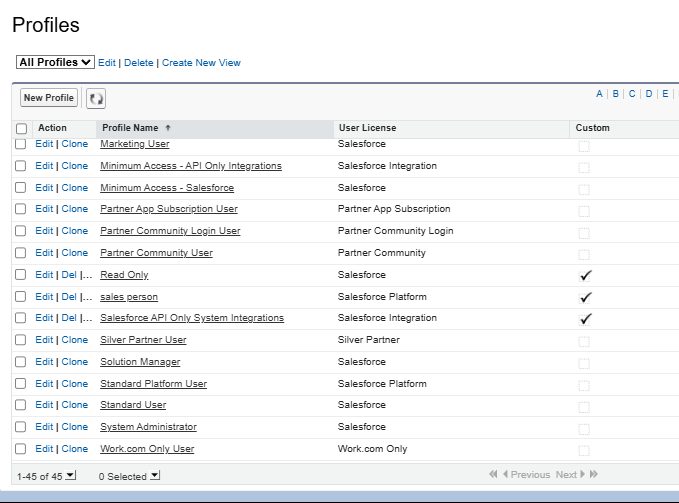 Profiles
All Profiles Edit | Delete | Create New View
New Profile A | B | C | D | E |
Action Profile Name User License Custom
Edit | Clone Marketing User Salesforce
Edit | Clone Minimum Access - API Only Integrations Salesforce Integration
Edit | Clone Minimum Access - Salesforce Salesforce
Edit | Clone Partner App Subscription User Partner App Subscription
Edit | Clone Partner Community Login User Partner Community Login
Edit | Clone Partner Community User Partner Community
Edit | Del |... Read Only Salesforce
Edit | Del |... sales person Salesforce Platform
Edit | Del |... Salesforce API Only System Integrations Salesforce Integration
Edit | Clone Silver Partner User Silver Partner
Edit | Clone Solution Manager Salesforce
Edit | Clone Standard Platform User Salesforce Platform
Edit | Clone Standard User Salesforce
Edit | Clone System Administrator Salesforce
Edit | Clone Work.com Only User Work.com Only
1-45 of 45 0 Selected Previous Next